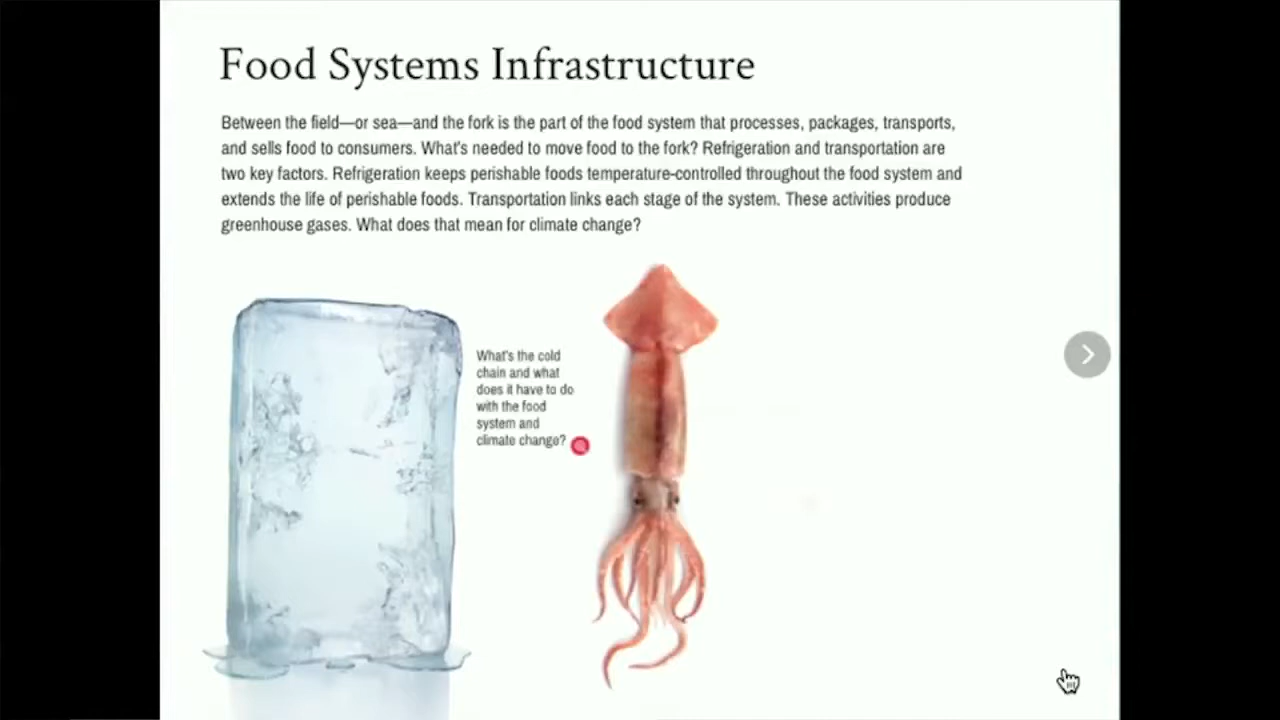 Food Systems Infrastructure
Between the field—or sea—and the fork is the part of the food system that processes, packages, transports,
and sells food to consumers. What's needed to move food to the fork? Refrigeration and transportation are
two key factors. Refrigeration keeps perishable foods temperature-controlled throughout the food system and
extends the life of perishable foods. Transportation links each stage of the system. These activities produce
greenhouse gases. What does that mean for climate change?
What's the cold
chain and what
does it have to do
with the food
system and
climate change?